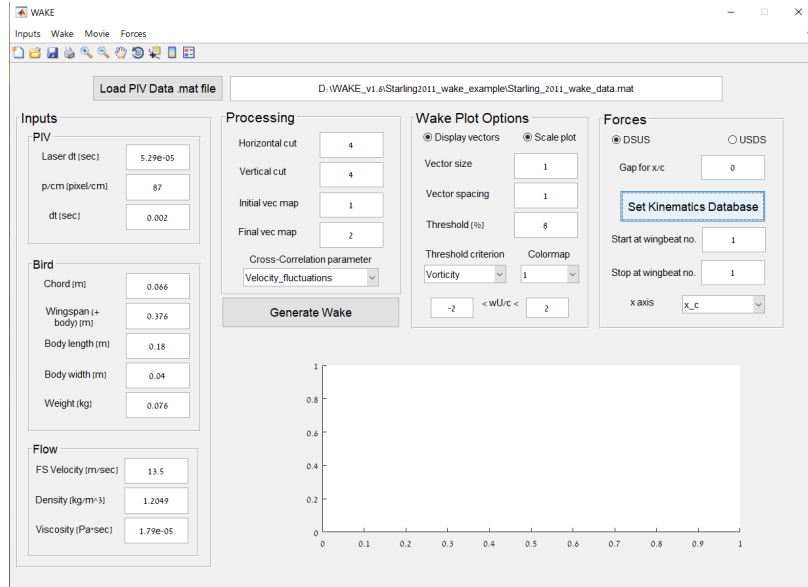 WAKE
Inputs Wake Movie Forces
Load PIV Data .mat file
D:\WAKE_v1.6\Starling2011_wake_example\Starling_2011_wake_data.mat
Inputs
PIV
Laser dt [sec] 5.29e-05
p/cm [pixel/cm] 87
dt [sec] 0.002
Bird
Chord [m] 0.066
Wingspan (+
body) [m] 0.376
Body length [m] 0.18
Body width [m] 0.04
Weight [kg] 0.076
Flow
FS Velocity [m/sec] 13.5
Density [kg/m^3] 1.2049
Viscosity [Pa*sec] 1.79e-05
Processing
Horizontal cut 4
Vertical cut 4
Initial vec map 1
Final vec map 2
Cross-Correlation parameter
Velocity_fluctuations
Generate Wake
Wake Plot Options
Display vectors Scale plot
Vector size 1
Vector spacing 1
Threshold [%] 8
Threshold criterion Colormap
Vorticity 1
-2 < wU/c < 2
Forces
DSUS USDS
Gap for x/c 0
Set Kinematics Database
Start at wingbeat no. 1
Stop at wingbeat no. 1
x axis x_c
1
0.8
0.6
0.4
0.2
0
0 0.1 0.2 0.3 0.4 0.5 0.6 0.7 0.8 0.9 1